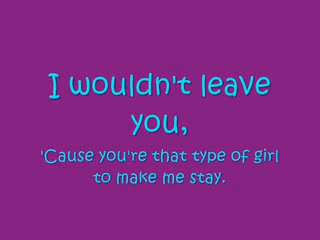 I wouldn't leave
you,
'Cause you're that type of girl
to make me stay.